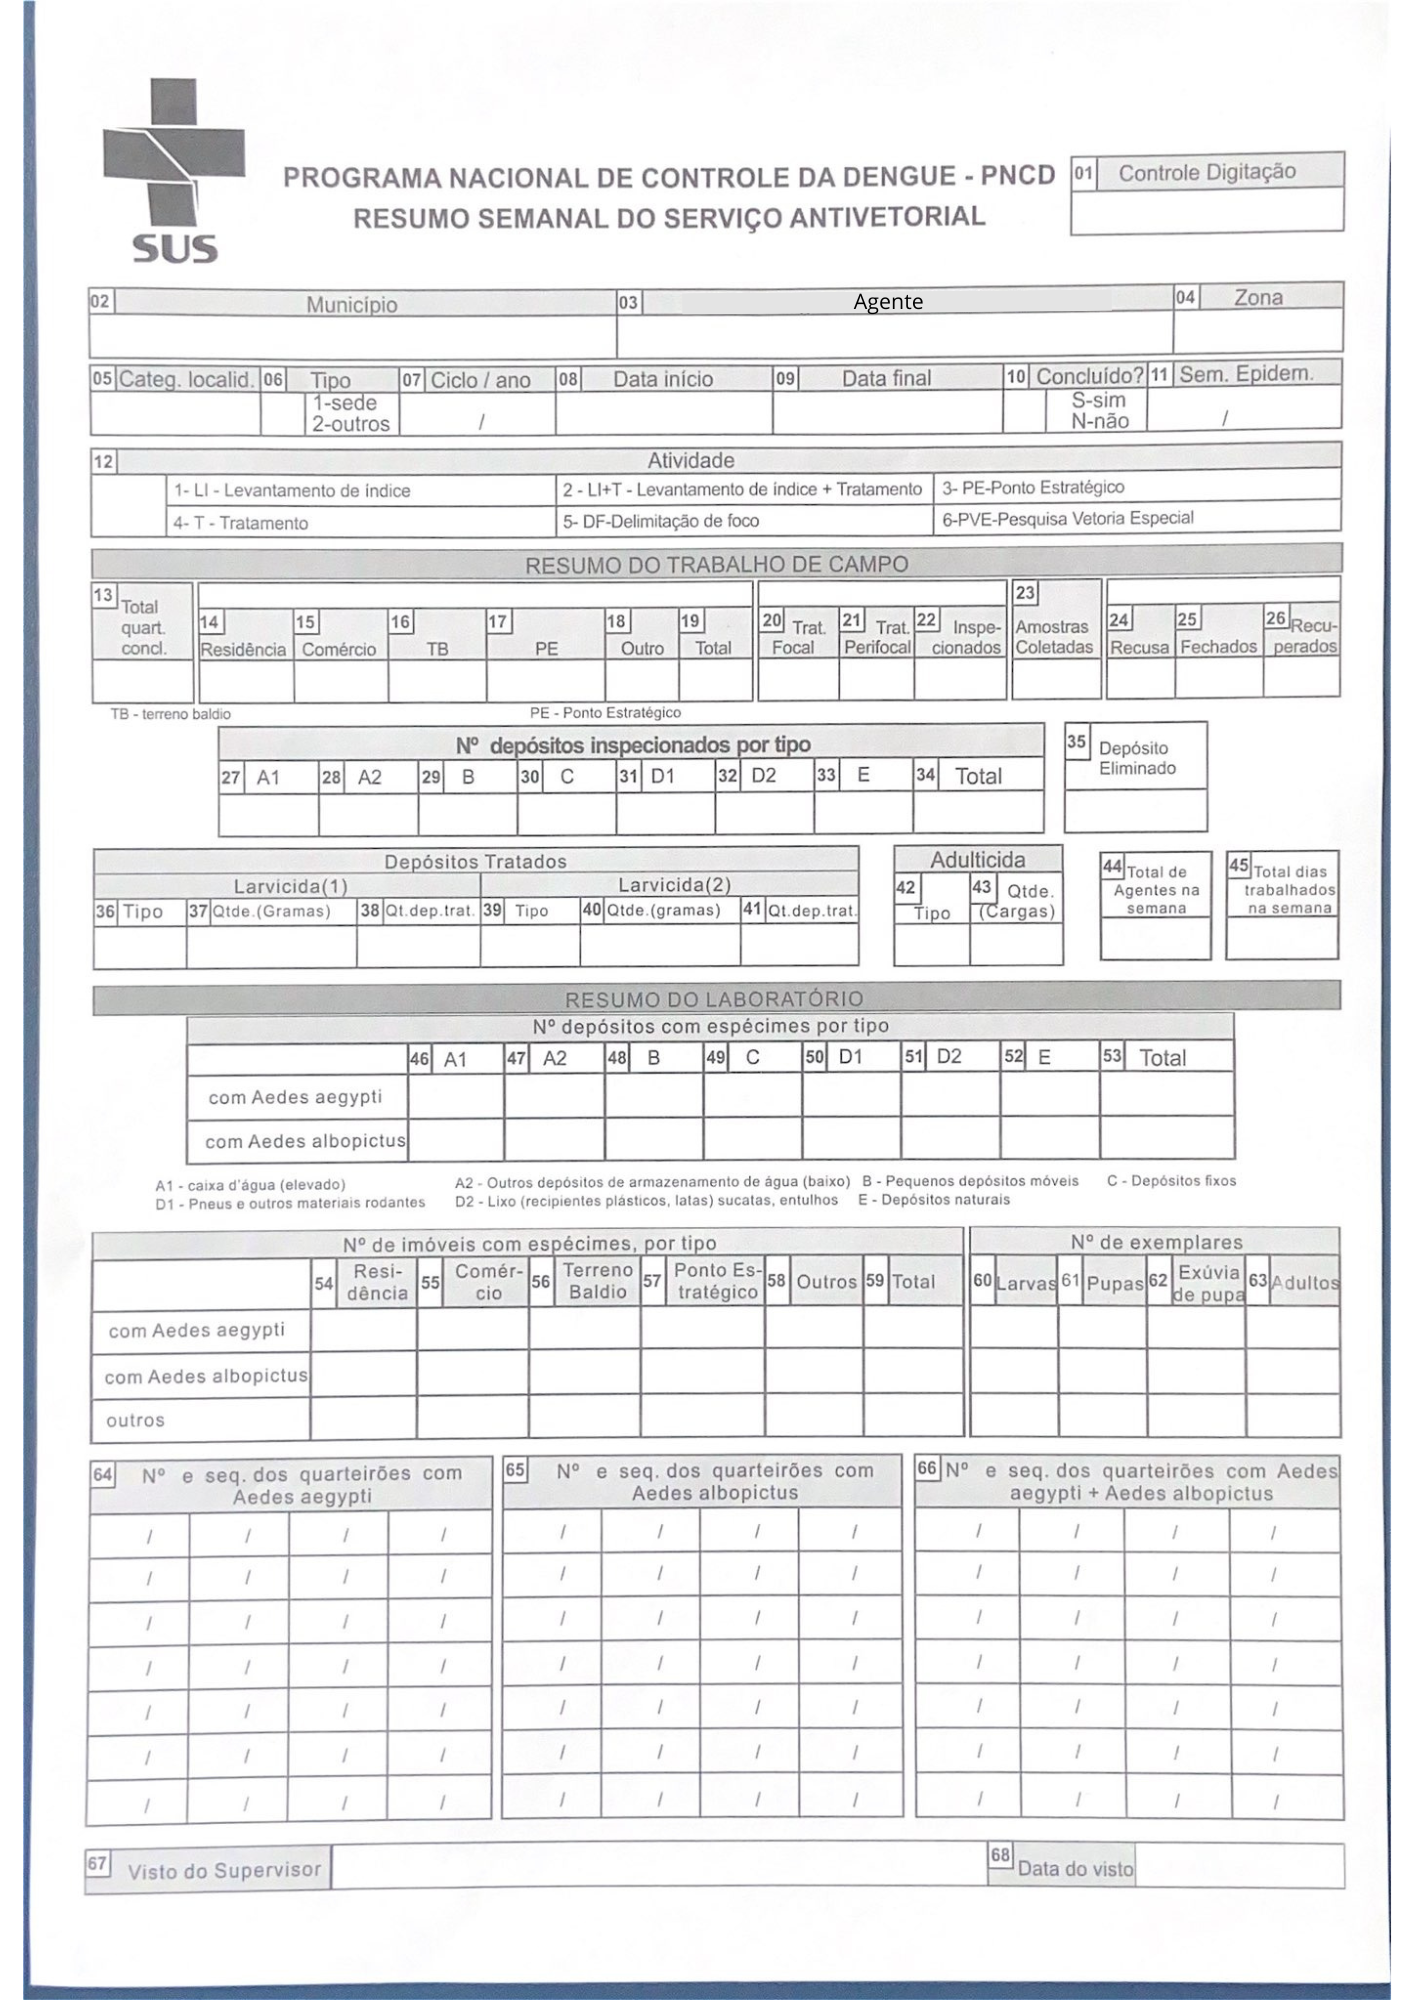 SUS
PROGRAMA NACIONAL DE CONTROLE DA DENGUE - PNCD
RESUMO SEMANAL DO SERVIÇO ANTIVETORIAL
01 Controle Digitação
02 Município 03 Agente 04 Zona
05 Categ. localid. 06 Tipo 07 Ciclo / ano 08 Data início 09 Data final 10 Concluído? 11 Sem. Epidem.
1-sede S-sim
2-outros / N-não /
12 Atividade
1- LI - Levantamento de índice 2 - LI+T - Levantamento de índice + Tratamento 3- PE-Ponto Estratégico
4- T - Tratamento 5- DF-Delimitação de foco 6-PVE-Pesquisa Vetoria Especial
RESUMO DO TRABALHO DE CAMPO
13 Total quart. concl.
14 Residência 15 Comércio 16 TB 17 PE 18 Outro 19 Total
20 Trat. Focal 21 Trat. Perifocal 22 Inspe-cionados
23 Amostras Coletadas
24 Recusa 25 Fechados 26 Recu-perados
TB - terreno baldio PE - Ponto Estratégico
Nº depósitos inspecionados por tipo
27 A1 28 A2 29 B 30 C 31 D1 32 D2 33 E 34 Total
35 Depósito
Eliminado
Depósitos Tratados
Larvicida(1) Larvicida(2)
36 Tipo 37 Qtde.(Gramas) 38 Qt.dep.trat. 39 Tipo 40 Qtde.(gramas) 41 Qt.dep.trat.
Adulticida
42 Tipo 43 Qtde. (Cargas)
44 Total de
Agentes na
semana
45 Total dias
trabalhados
na semana
RESUMO DO LABORATÓRIO
Nº depósitos com espécimes por tipo
46 A1 47 A2 48 B 49 C 50 D1 51 D2 52 E 53 Total
com Aedes aegypti
com Aedes albopictus
A1 - caixa d'água (elevado) A2 - Outros depósitos de armazenamento de água (baixo) B - Pequenos depósitos móveis C - Depósitos fixos
D1 - Pneus e outros materiais rodantes D2 - Lixo (recipientes plásticos, latas) sucatas, entulhos E - Depósitos naturais
Nº de imóveis com espécimes, por tipo
54 Resi-dência 55 Comér-cio 56 Terreno Baldio 57 Ponto Es-tratégico 58 Outros 59 Total
Nº de exemplares
60 Larvas 61 Pupas 62 Exúvia de pupa 63 Adultos
com Aedes aegypti
com Aedes albopictus
outros
64 Nº e seq. dos quarteirões com
Aedes aegypti
65 Nº e seq. dos quarteirões com
Aedes albopictus
66 Nº e seq. dos quarteirões com Aedes
aegypti + Aedes albopictus
/ / / / / / / / / / / /
/ / / / / / / / / / / /
/ / / / / / / / / / / /
/ / / / / / / / / / / /
/ / / / / / / / / / / /
/ / / / / / / / / / / /
/ / / / / / / / / / / /
67 Visto do Supervisor 68 Data do visto